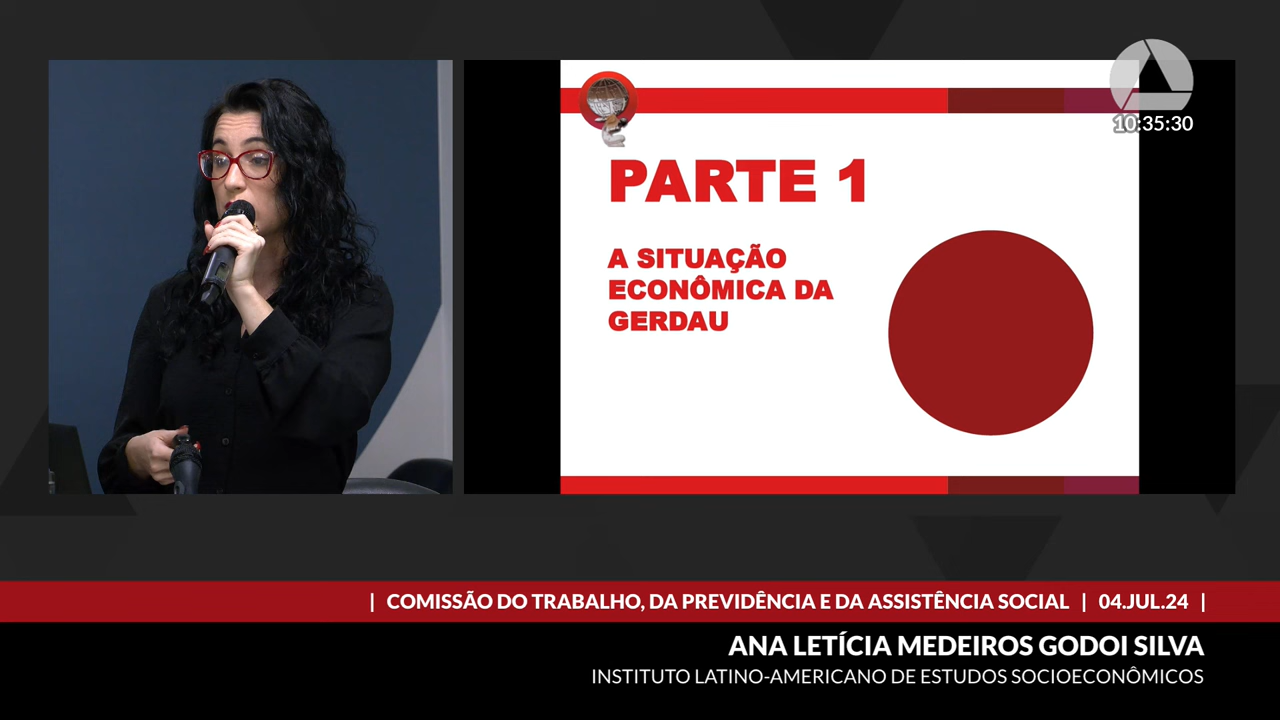 10:35:30
PARTE 1
A SITUAÇÃO
ECONÔMICA DA
GERDAU
| COMISSÃO DO TRABALHO, DA PREVIDÊNCIA E DA ASSISTÊNCIA SOCIAL | 04.JUL.24 |
ANA LETÍCIA MEDEIROS GODOI SILVA
INSTITUTO LATINO-AMERICANO DE ESTUDOS SOCIOECONÔMICOS